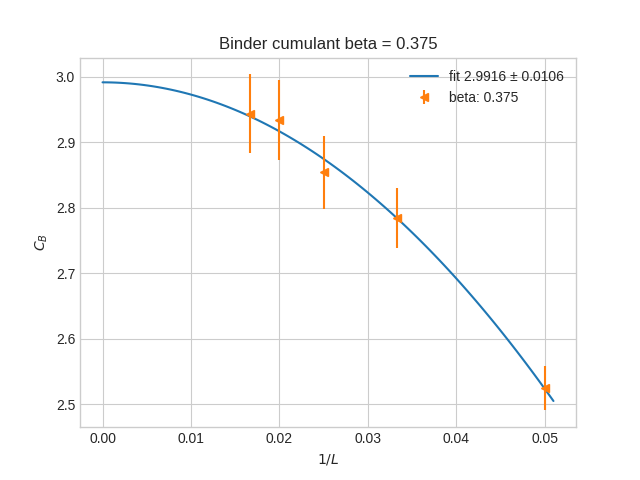 Binder cumulant beta = 0.375
fit 2.9916 ± 0.0106
beta: 0.375
3.0
2.9
2.8
2.7
2.6
2.5
C_B
0.00 0.01 0.02 0.03 0.04 0.05
1/L